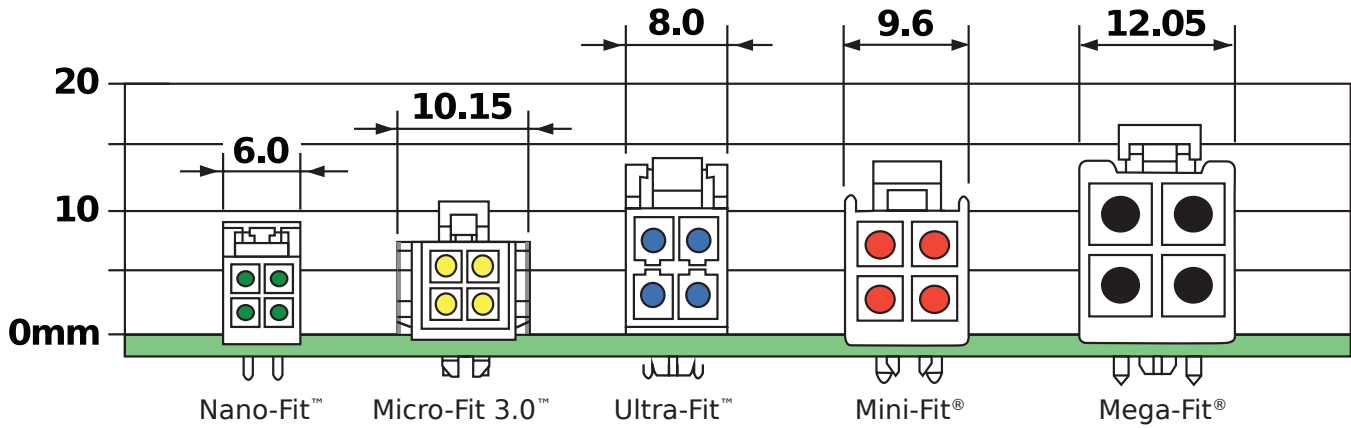 8.0
9.6
12.05
20
10.15
6.0
10
0mm
Nano-Fit™
Micro-Fit 3.0™
Ultra-Fit™
Mini-Fit®
Mega-Fit®